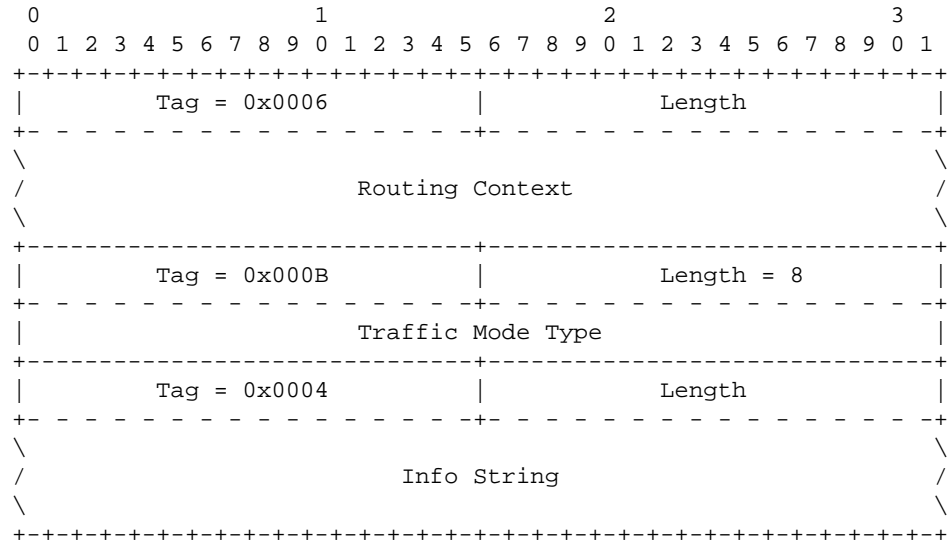 0                   1                   2                   3
0 1 2 3 4 5 6 7 8 9 0 1 2 3 4 5 6 7 8 9 0 1 2 3 4 5 6 7 8 9 0 1
Tag = 0x0006 Length
Routing Context
Tag = 0x000B Length = 8
Traffic Mode Type
Tag = 0x0004 Length
Info String